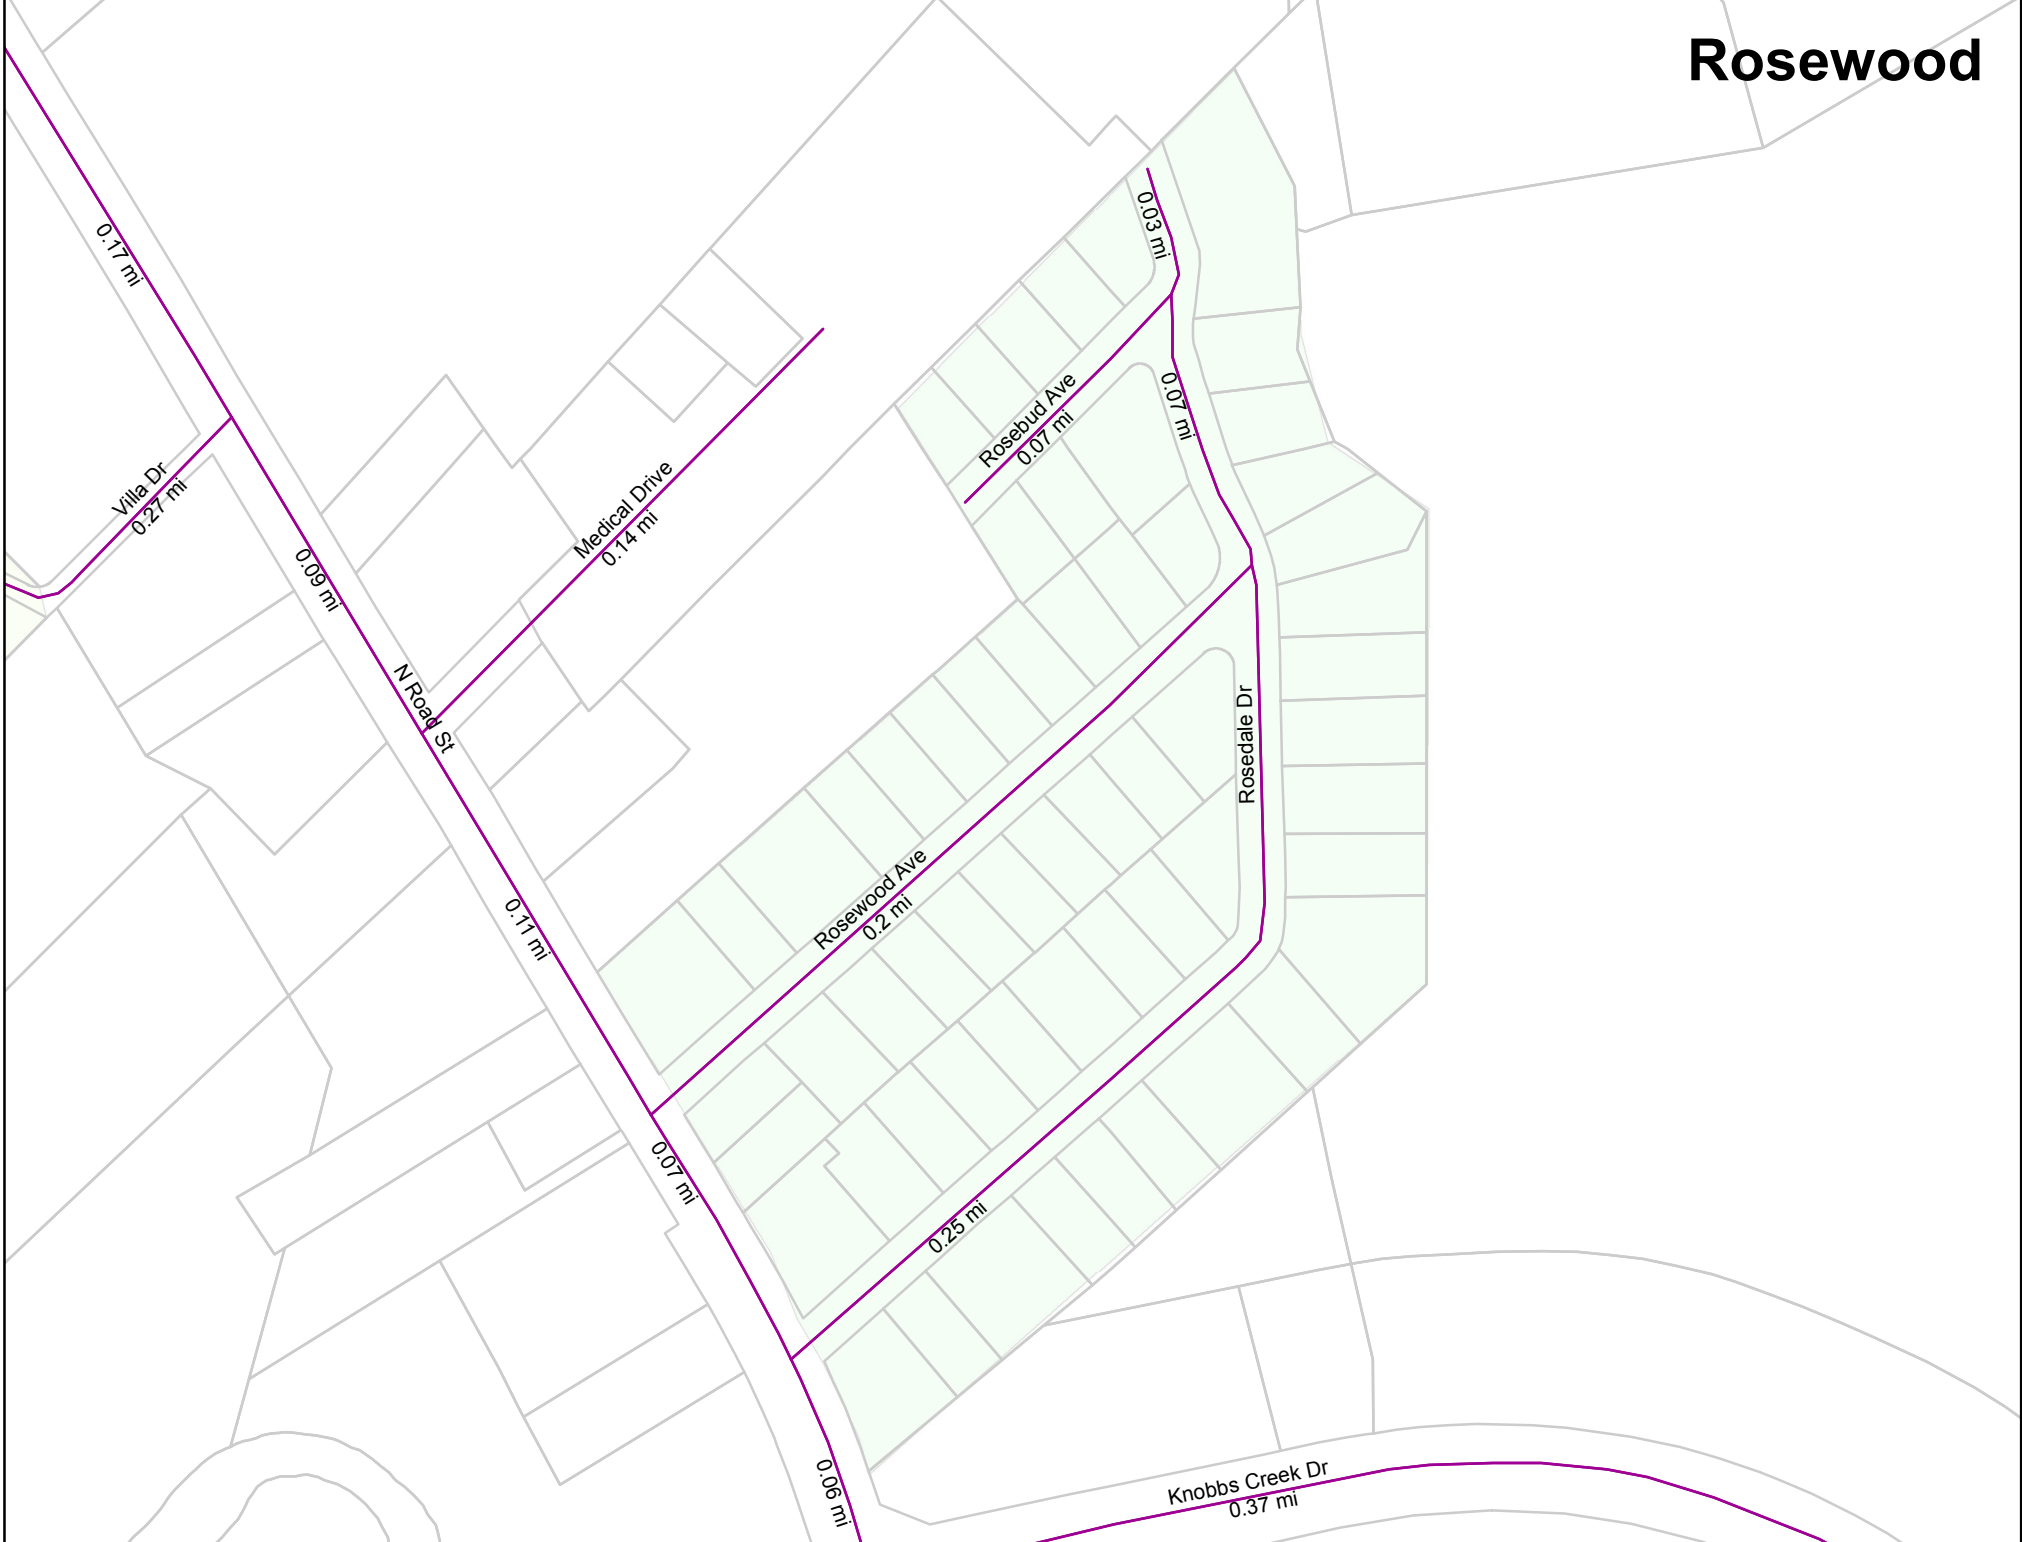 Rosewood
0.03 mi
0.17 mi
0.07 mi
Rosebud Ave
0.07 mi
Villa Dr
0.27 mi
Medical Drive
0.14 mi
0.09 mi
N Road St
Rosedale Dr
Rosewood Ave
0.2 mi
0.11 mi
0.07 mi
0.25 mi
0.06 mi
Knobbs Creek Dr
0.37 mi